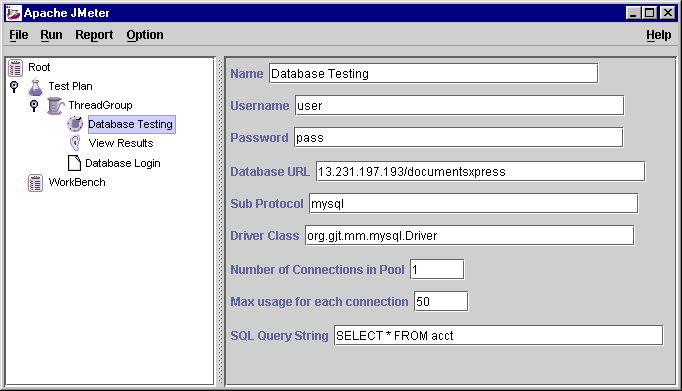 Apache JMeter
File Run Report Option Help
Root
Test Plan
ThreadGroup
Database Testing
View Results
Database Login
WorkBench
Name Database Testing
Username user
Password pass
Database URL 13.231.197.193/documentsxpress
Sub Protocol mysql
Driver Class org.gjt.mm.mysql.Driver
Number of Connections in Pool 1
Max usage for each connection 50
SQL Query String SELECT * FROM acct